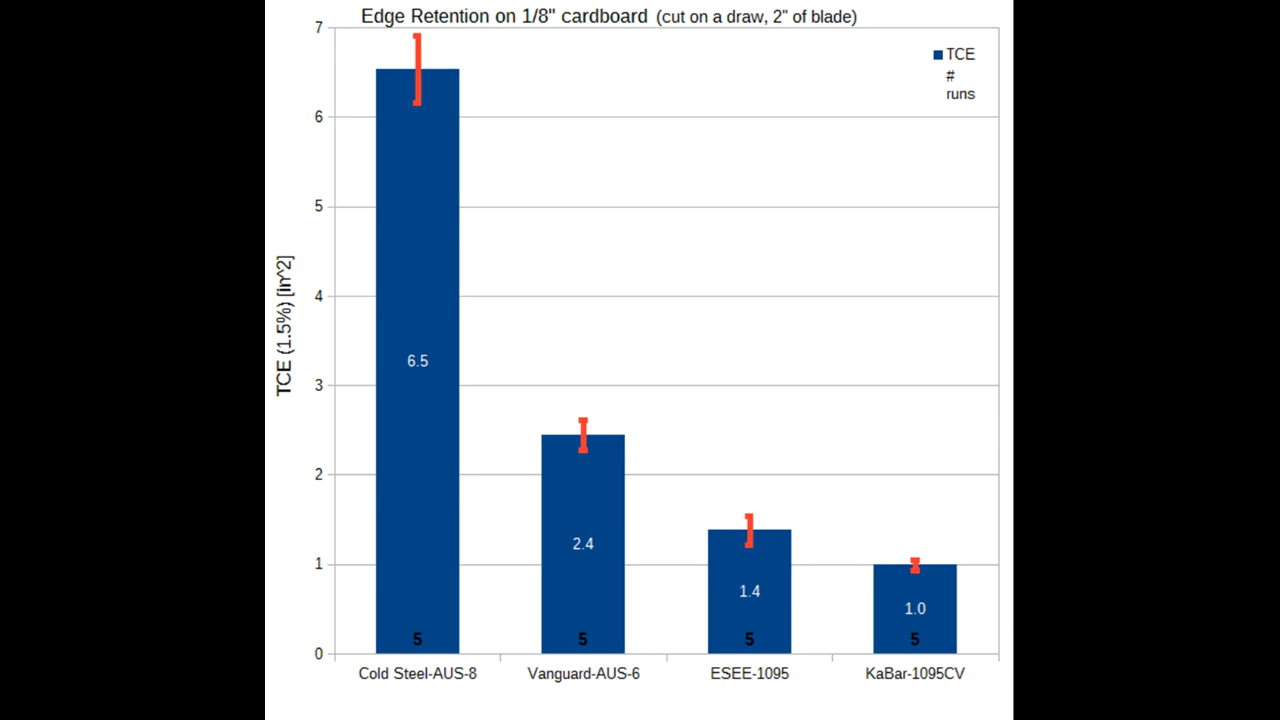 Edge Retention on 1/8" cardboard (cut on a draw, 2" of blade)
TCE
#
runs
TCE (1.5%) [in^2]
7
6
5
4
3
2
1
0
6.5
2.4
1.4
1.0
5 5 5 5
Cold Steel-AUS-8 Vanguard-AUS-6 ESEE-1095 KaBar-1095CV